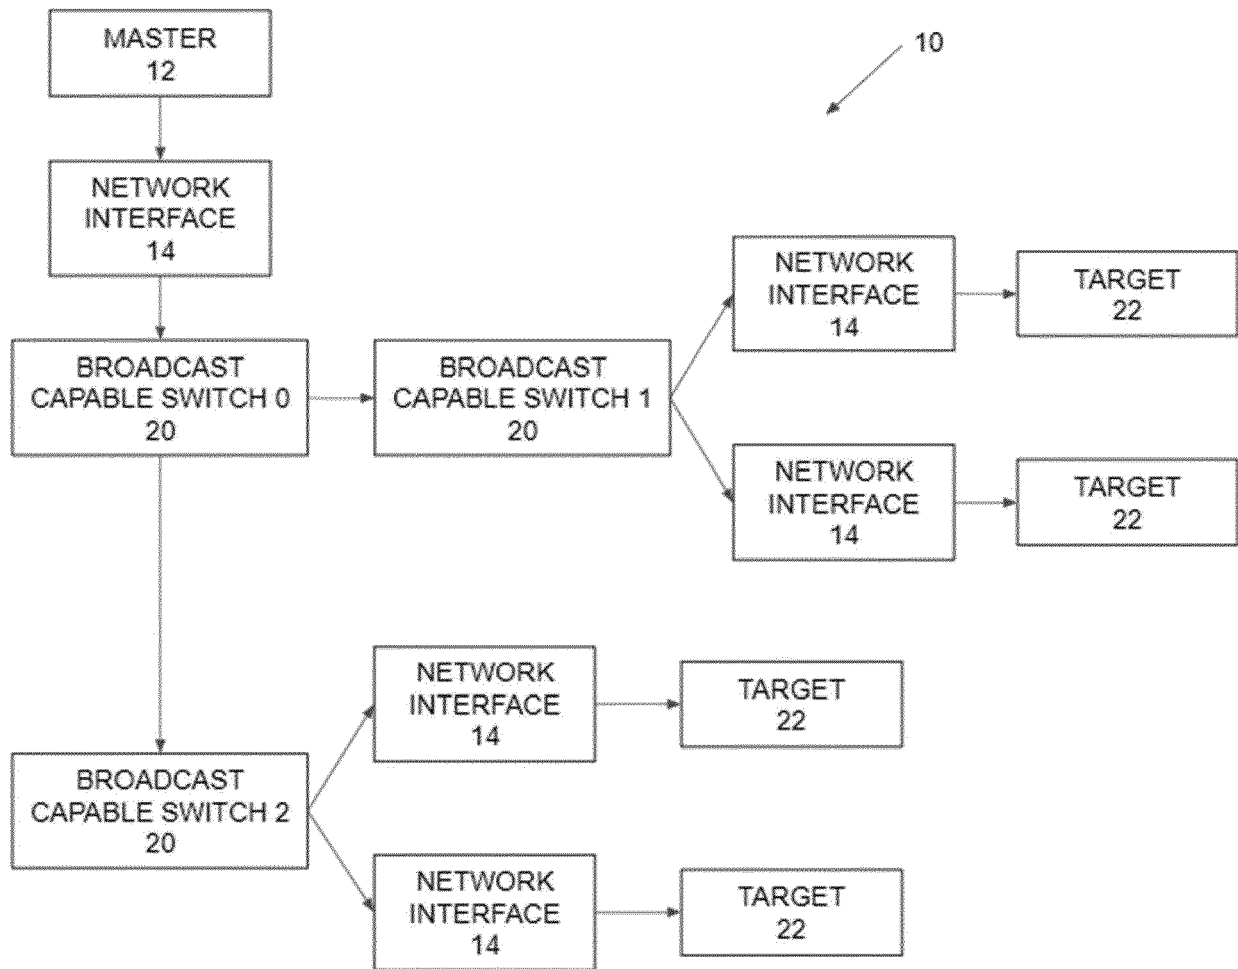 MASTER
12
10
NETWORK
INTERFACE
14
BROADCAST
CAPABLE SWITCH 0
20
BROADCAST
CAPABLE SWITCH 1
20
NETWORK
INTERFACE
14
TARGET
22
NETWORK
INTERFACE
14
TARGET
22
BROADCAST
CAPABLE SWITCH 2
20
NETWORK
INTERFACE
14
TARGET
22
NETWORK
INTERFACE
14
TARGET
22